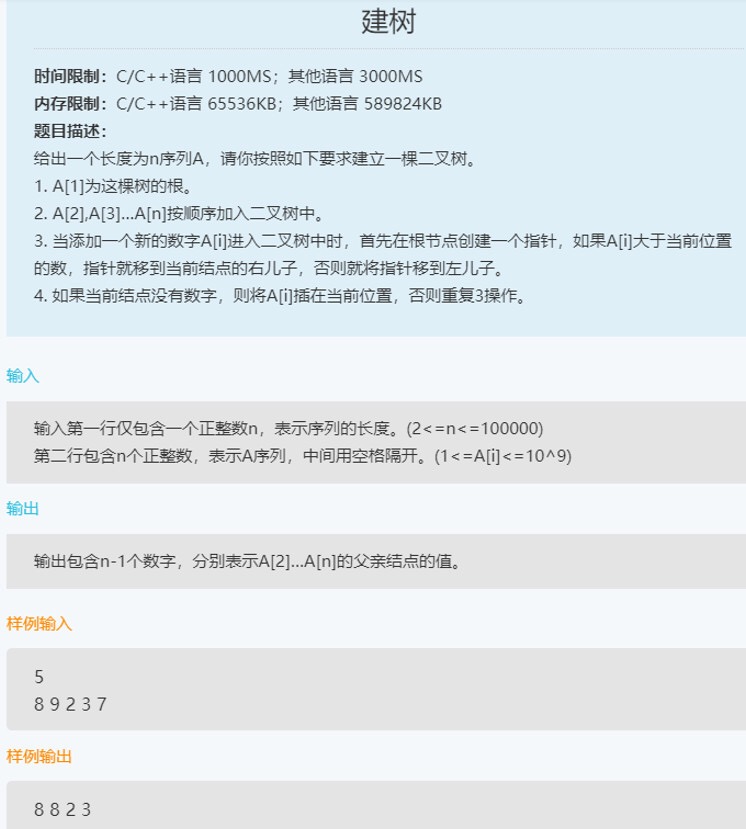 建树
时间限制：C/C++语言 1000MS；其他语言 3000MS
内存限制：C/C++语言 65536KB；其他语言 589824KB
题目描述：
给出一个长度为n序列A，请你按照如下要求建立一棵二叉树。
1. A[1]为这棵树的根。
2. A[2],A[3]...A[n]按顺序加入二叉树中。
3. 当添加一个新的数字A[i]进入二叉树中时，首先在根节点创建一个指针，如果A[i]大于当前位置
的数，指针就移到当前结点的右儿子，否则就将指针移到左儿子。
4. 如果当前结点没有数字，则将A[i]插在当前位置，否则重复3操作。
输入
输入第一行仅包含一个正整数n，表示序列的长度。(2<=n<=100000)
第二行包含n个正整数，表示A序列，中间用空格隔开。(1<=A[i]<=10^9)
输出
输出包含n-1个数字，分别表示A[2]...A[n]的父亲结点的值。
样例输入
5
8 9 2 3 7
样例输出
8 8 2 3